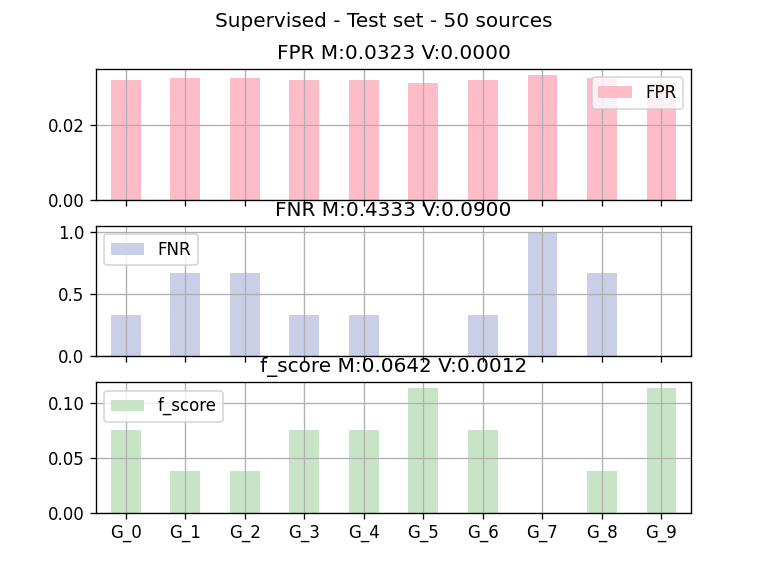 Supervised - Test set - 50 sources
FPR M:0.0323 V:0.0000
FPR
0.02
0.00
FNR M:0.4333 V:0.0900
FNR
1.0
0.5
0.0
f_score M:0.0642 V:0.0012
f_score
0.10
0.05
0.00
G_0 G_1 G_2 G_3 G_4 G_5 G_6 G_7 G_8 G_9